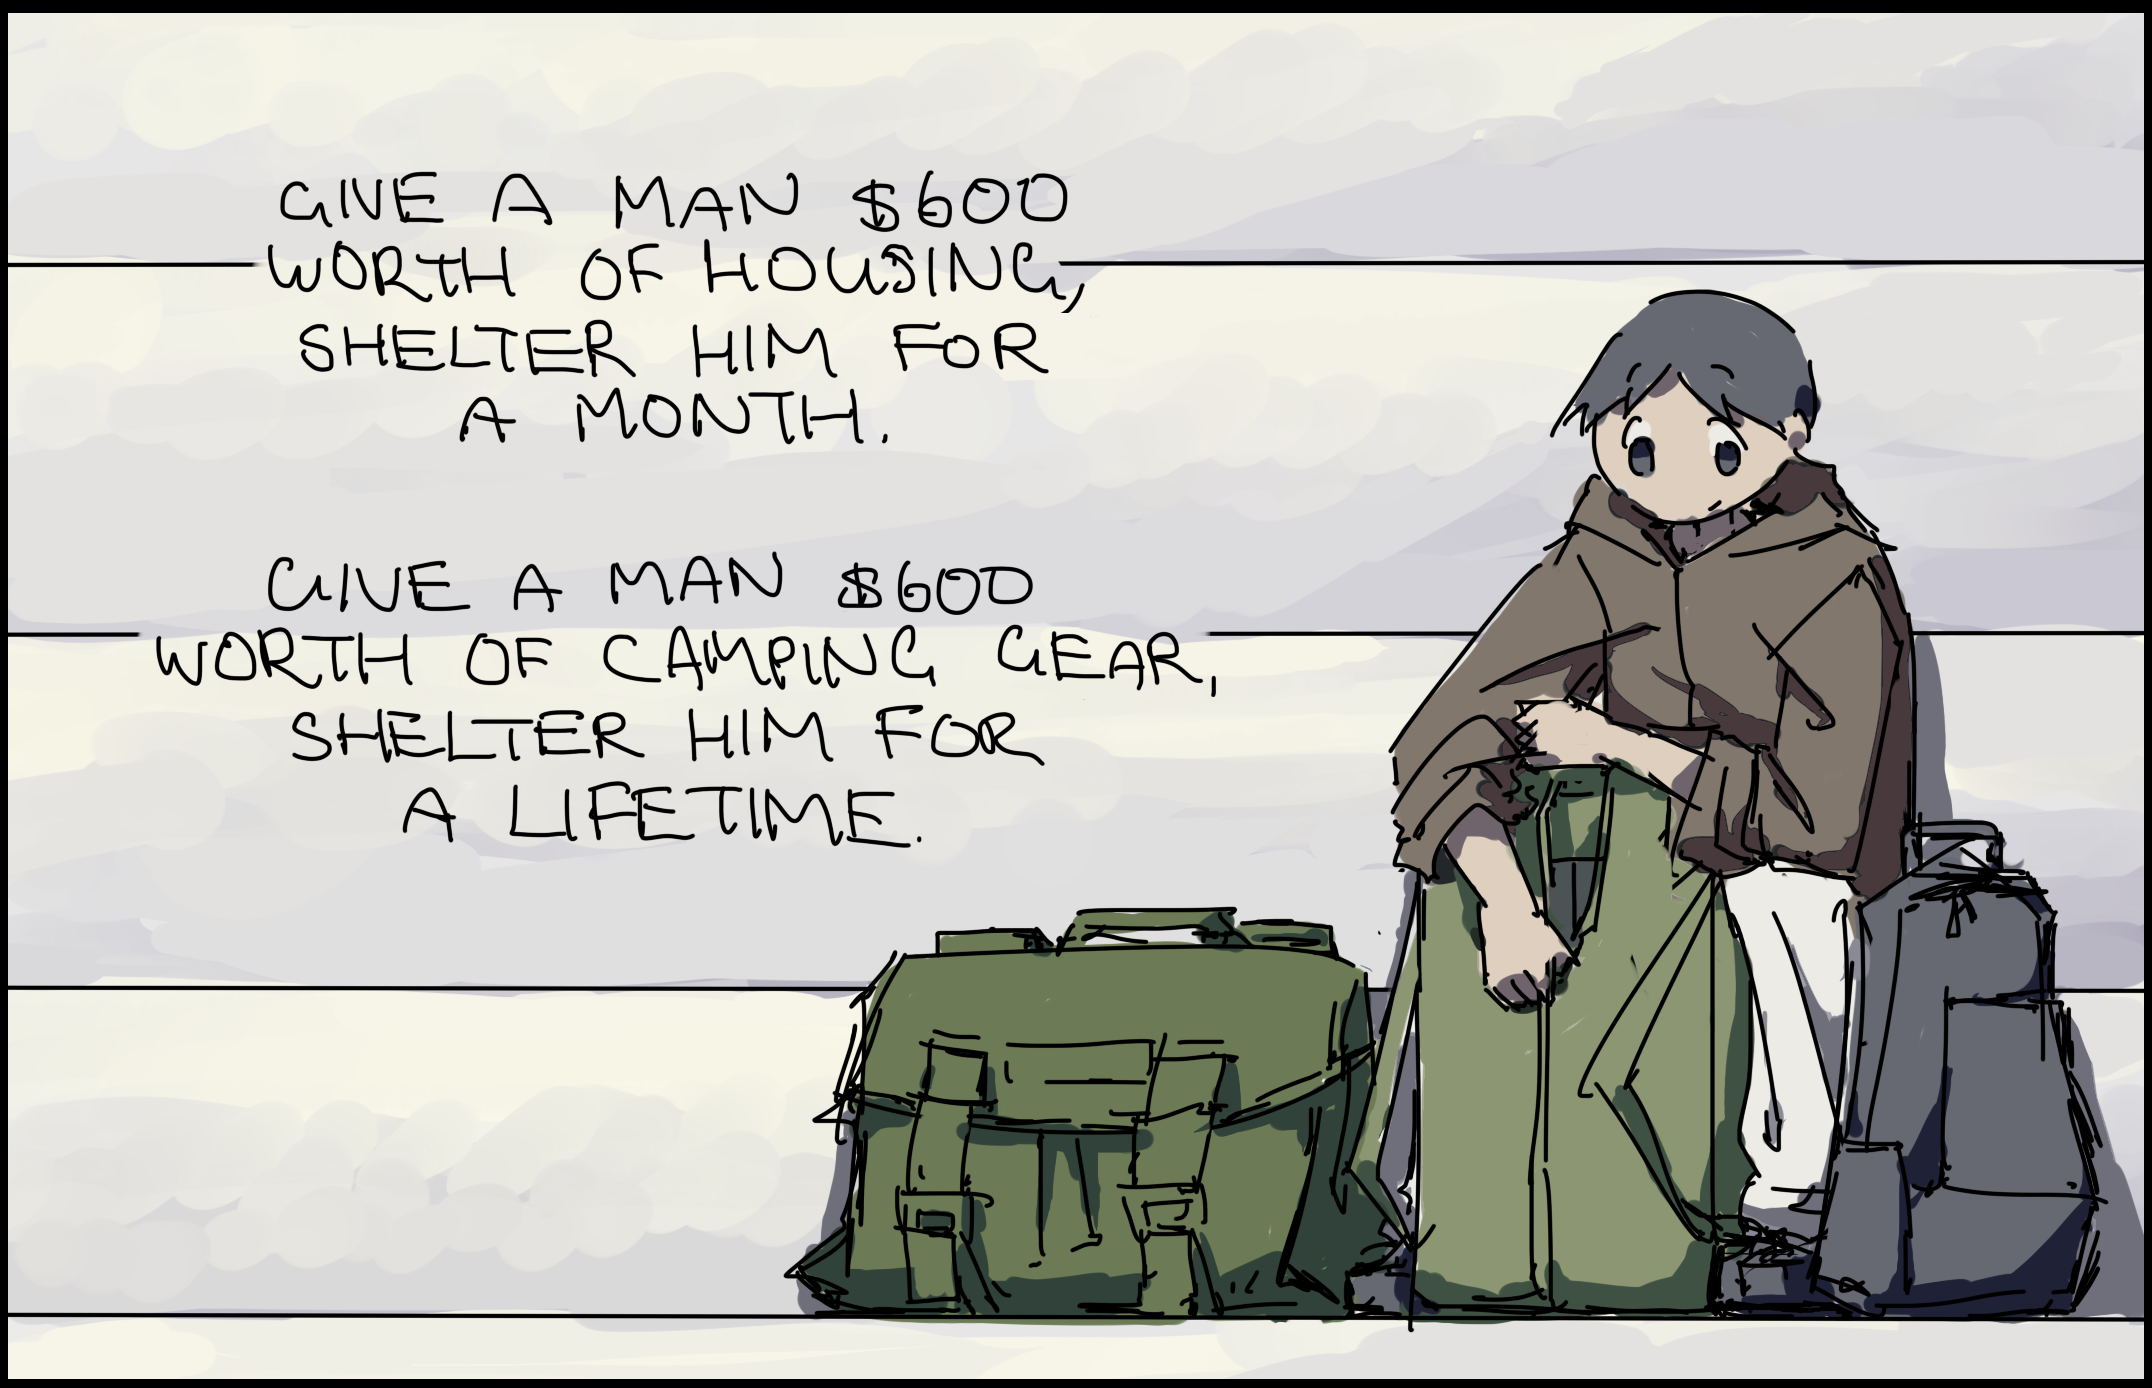 GIVE A MAN $600
WORTH OF HOUSING,
SHELTER HIM FOR
A MONTH.
GIVE A MAN $600
WORTH OF CAMPING GEAR,
SHELTER HIM FOR
A LIFETIME.